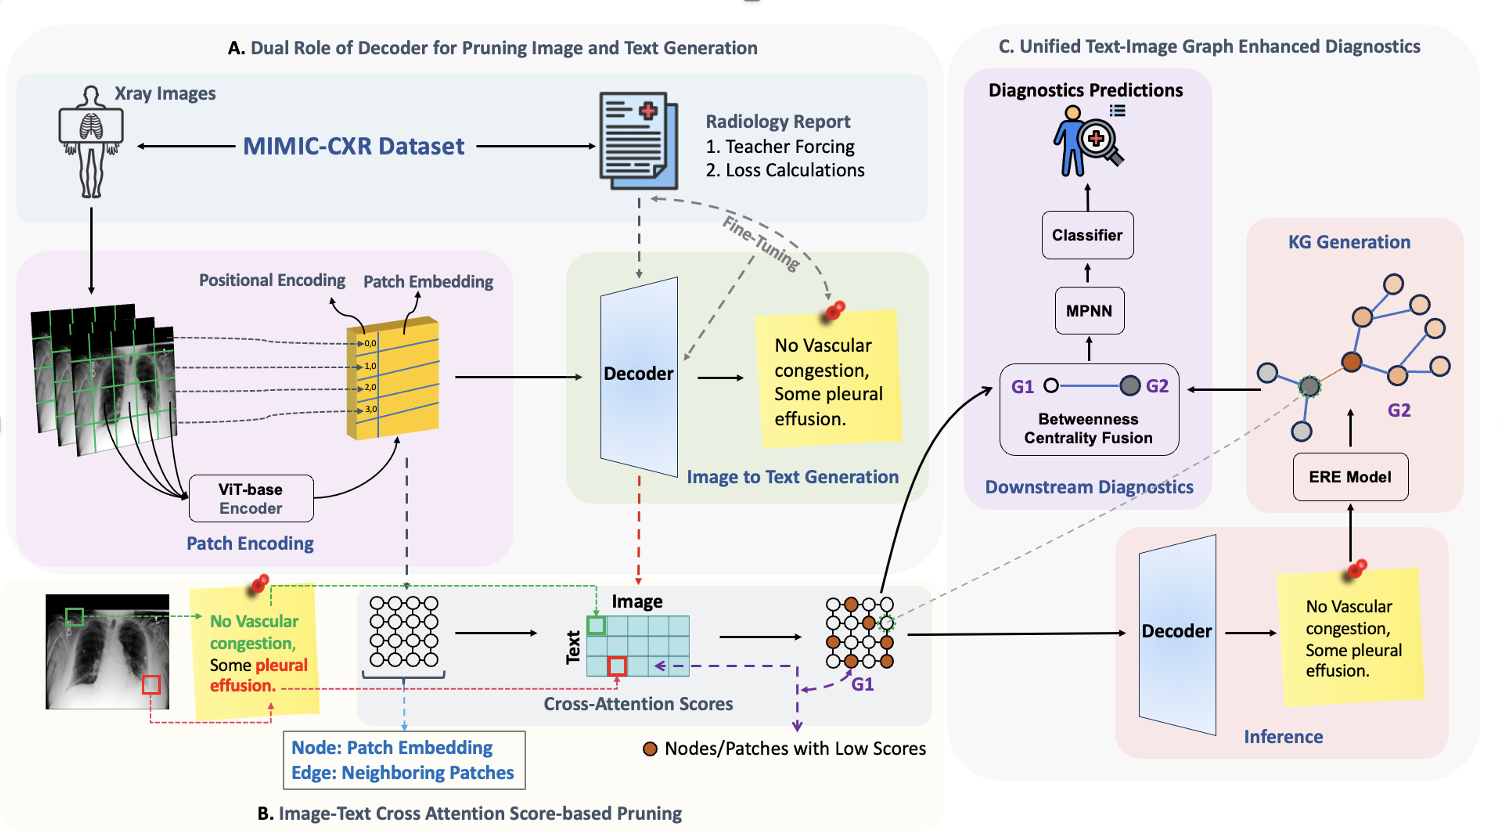 A. Dual Role of Decoder for Pruning Image and Text Generation
Xray Images
MIMIC-CXR Dataset
Radiology Report
1. Teacher Forcing
2. Loss Calculations
Fine-Tuning
Positional Encoding
Patch Embedding
0,0
1,0
2,0
3,0
ViT-base
Encoder
Patch Encoding
Decoder
No Vascular
congestion,
Some pleural
effusion.
Image to Text Generation
No Vascular
congestion,
Some pleural
effusion.
Image
Text
Cross-Attention Scores
G1
Node: Patch Embedding
Edge: Neighboring Patches
Nodes/Patches with Low Scores
B. Image-Text Cross Attention Score-based Pruning
C. Unified Text-Image Graph Enhanced Diagnostics
Diagnostics Predictions
Classifier
MPNN
G1
G2
Betweenness
Centrality Fusion
Downstream Diagnostics
KG Generation
G2
ERE Model
Decoder
No Vascular
congestion,
Some pleural
effusion.
Inference